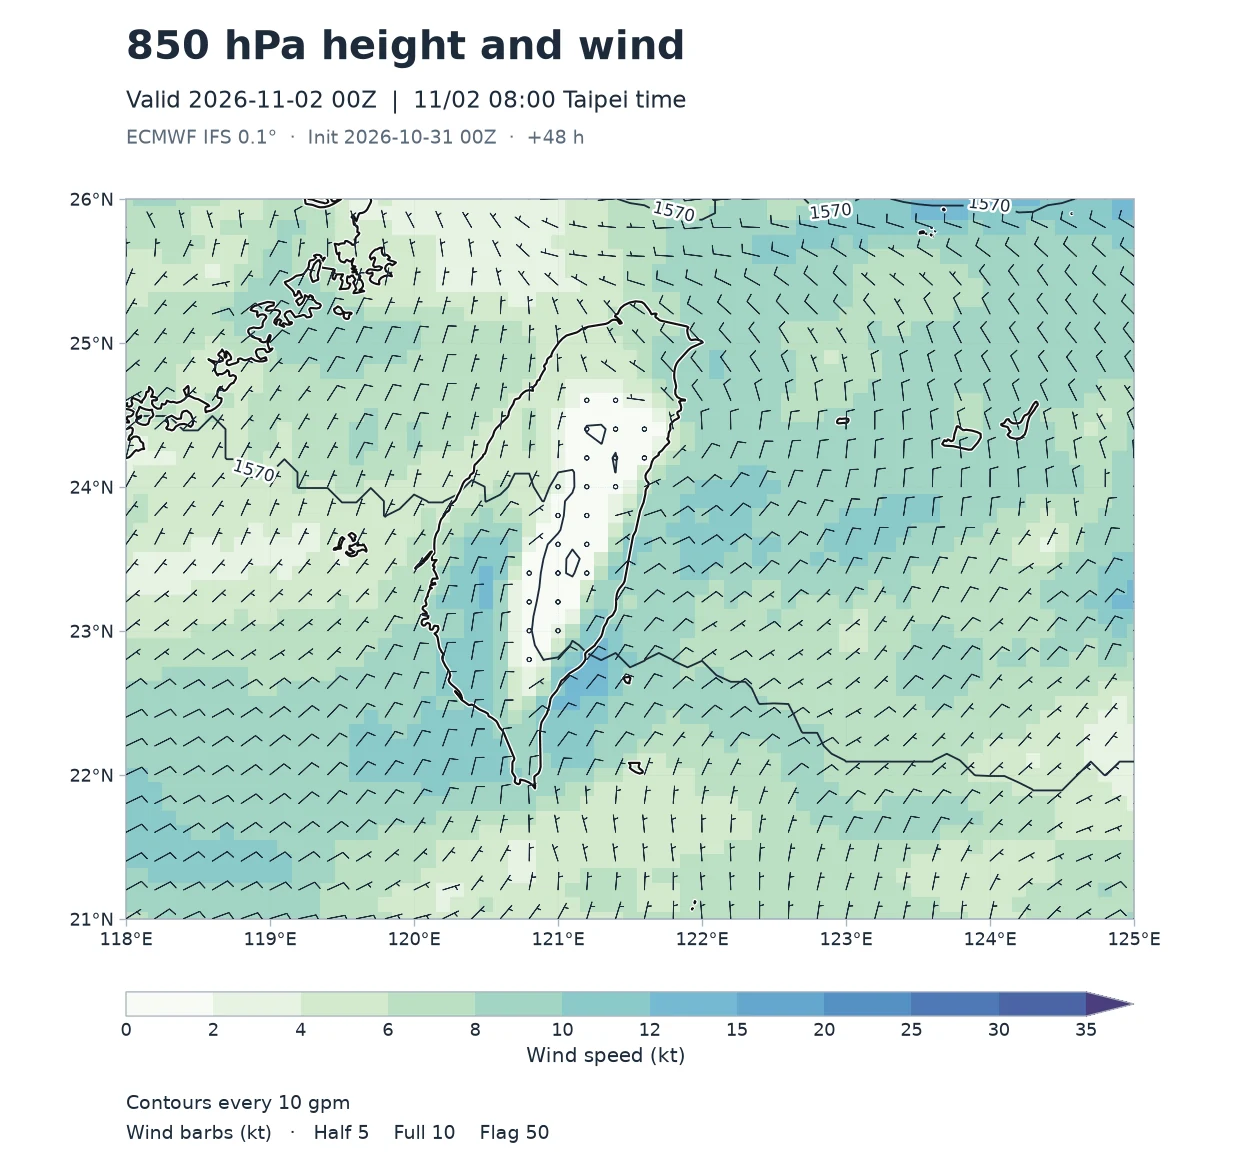 850 hPa height and wind
Valid 2026-11-02 00Z | 11/02 08:00 Taipei time
ECMWF IFS 0.1° · Init 2026-10-31 00Z · +48 h
26°N
1570 1570 1570
25°N
1570
24°N
23°N
22°N
21°N
118°E 119°E 120°E 121°E 122°E 123°E 124°E 125°E
0 2 4 6 8 10 12 15 20 25 30 35
Wind speed (kt)
Contours every 10 gpm
Wind barbs (kt) · Half 5 Full 10 Flag 50